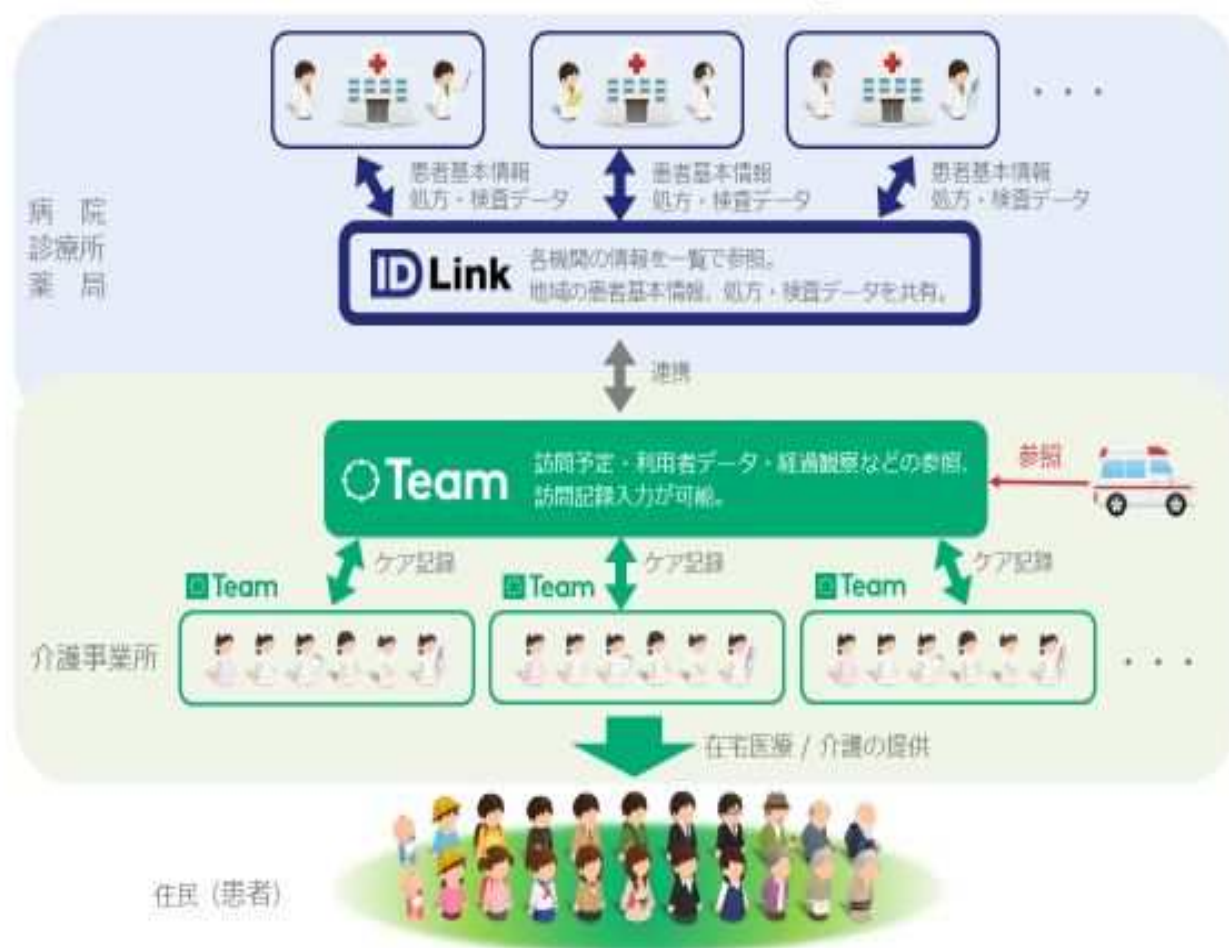 患者基本情報
処方・検査データ
患者基本情報
処方・検査データ
患者基本情報
処方・検査データ
・・・
病 院
診療所
薬 局
ID Link
各機関の情報を一覧で参照。
地域の患者基本情報、処方・検査データを共有。
連携
Team
訪問予定・利用者データ・経過観察などの参照、
訪問記録入力が可能。
参照
ケア記録
ケア記録
ケア記録
Team
Team
Team
介護事業所
・・・
在宅医療 / 介護の提供
住民 (患者)